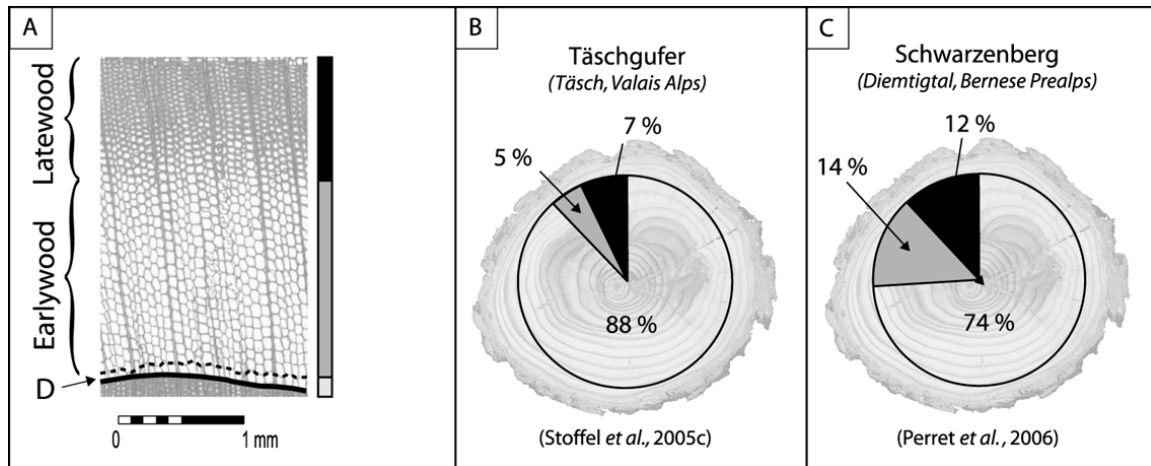 A
Latewood
Earlywood
D
0 1 mm
B
Täschgufer
(Täsch, Valais Alps)
7 %
5 %
88 %
(Stoffel et al., 2005c)
C
Schwarzenberg
(Diemtigtal, Bernese Prealps)
12 %
14 %
74 %
(Perret et al., 2006)